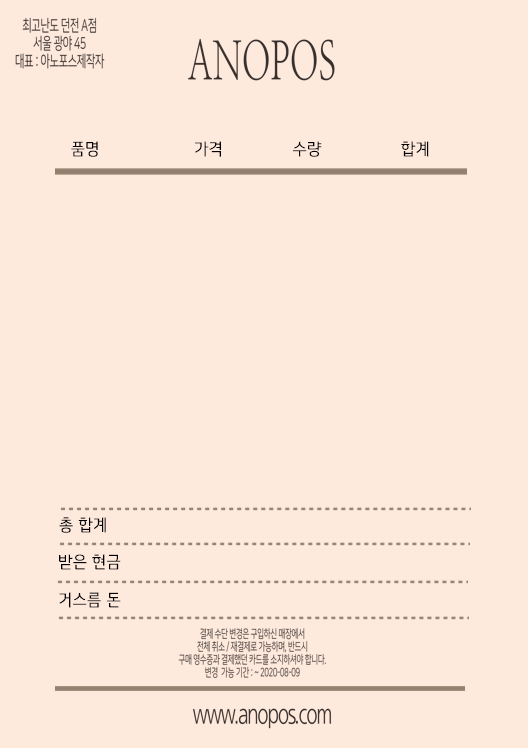 최고난도 던전 A점
서울 광야 45
대표 : 아노포스제작자
ANOPOS
품명 가격 수량 합계
총 합계
받은 현금
거스름 돈
결제 수단 변경은 구입하신 매장에서
전체 취소 / 재결제로 가능하며, 반드시
구매 영수증과 결제했던 카드를 소지하셔야 합니다.
변경 가능 기간 : ~ 2020-08-09
www.anopos.com